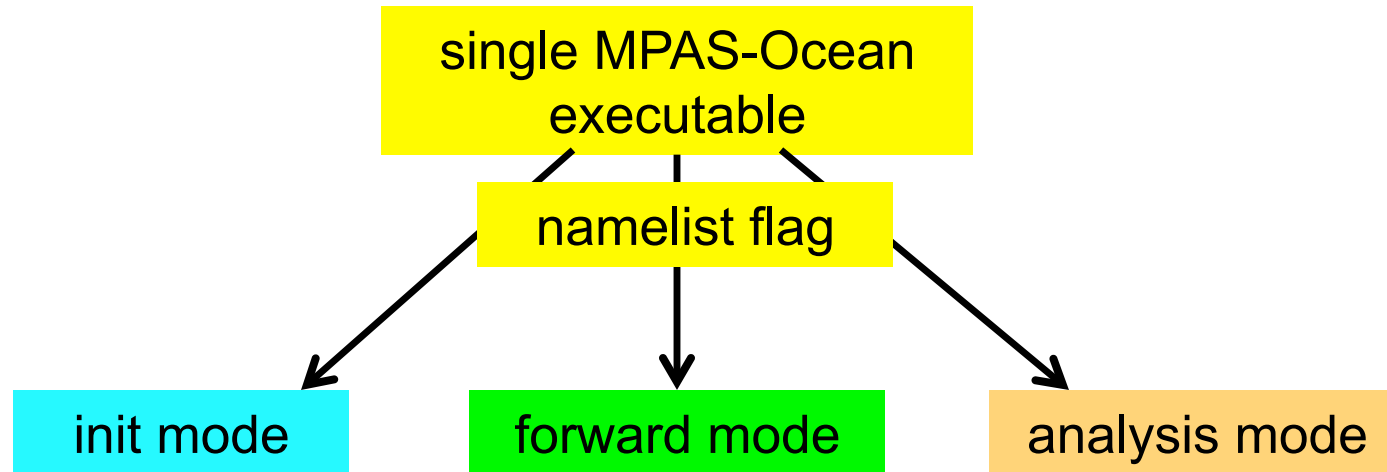 single MPAS-Ocean
executable
namelist flag
init mode
forward mode
analysis mode